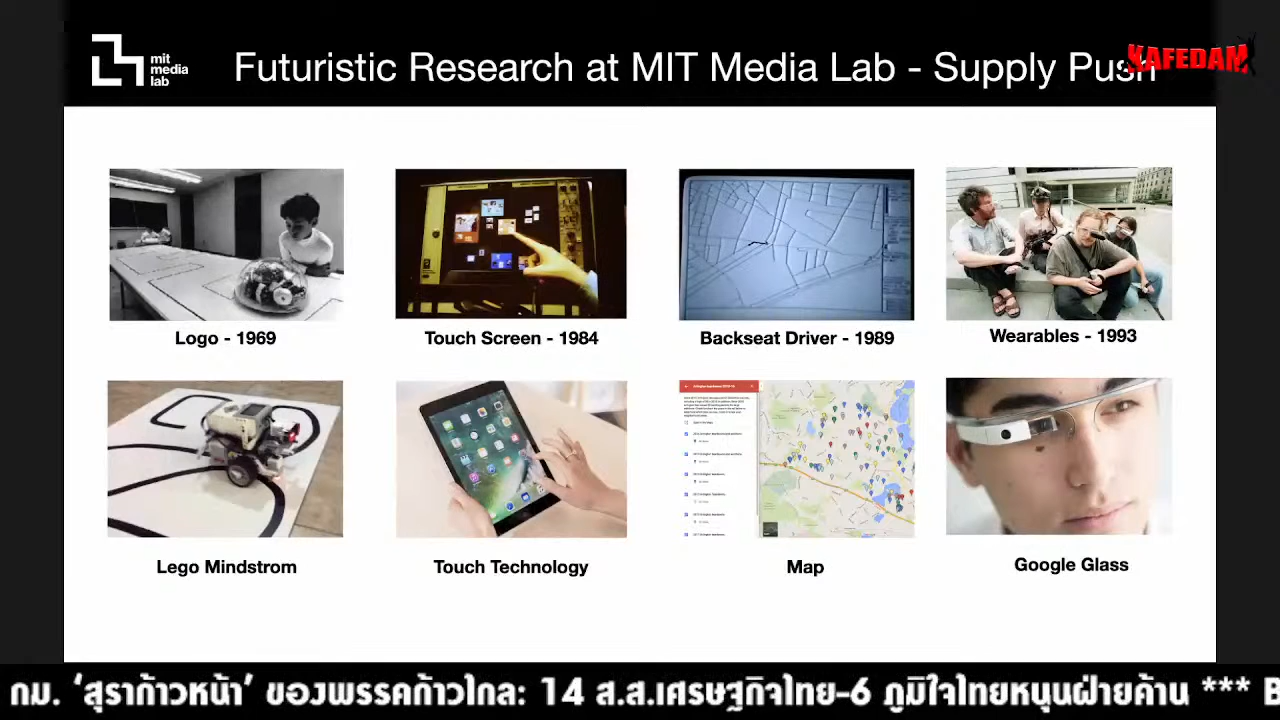 mit
media
lab
Futuristic Research at MIT Media Lab - Supply Push
KAFEDAM
Logo - 1969
Touch Screen - 1984
Backseat Driver - 1989
Wearables - 1993
Lego Mindstrom
Touch Technology
Map
Google Glass
กม. ‘สุราก้าวหน้า’ ของพรรคก้าวไกล: 14 ส.ส.เศรษฐกิจไทย-6 ภูมิใจไทยหนุนฝ่ายค้าน *** B